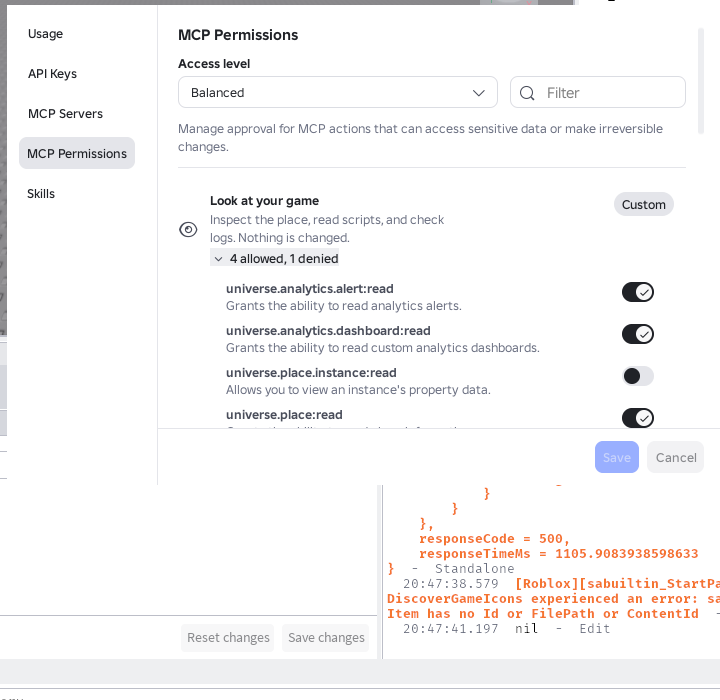 Usage
API Keys
MCP Servers
MCP Permissions
Skills
MCP Permissions
Access level
Balanced
Filter
Manage approval for MCP actions that can access sensitive data or make irreversible
changes.
Look at your game
Custom
Inspect the place, read scripts, and check
logs. Nothing is changed.
4 allowed, 1 denied
universe.analytics.alert:read
Grants the ability to read analytics alerts.
universe.analytics.dashboard:read
Grants the ability to read custom analytics dashboards.
universe.place.instance:read
Allows you to view an instance's property data.
universe.place:read
Save
Cancel
}
}
},
responseCode = 500,
responseTimeMs = 1105.9083938598633
} - Standalone
20:47:38.579 [Roblox][sabuiltin_StartPa
DiscoverGameIcons experienced an error: sa
Item has no Id or FilePath or ContentId -
20:47:41.197 nil - Edit
Reset changes
Save changes